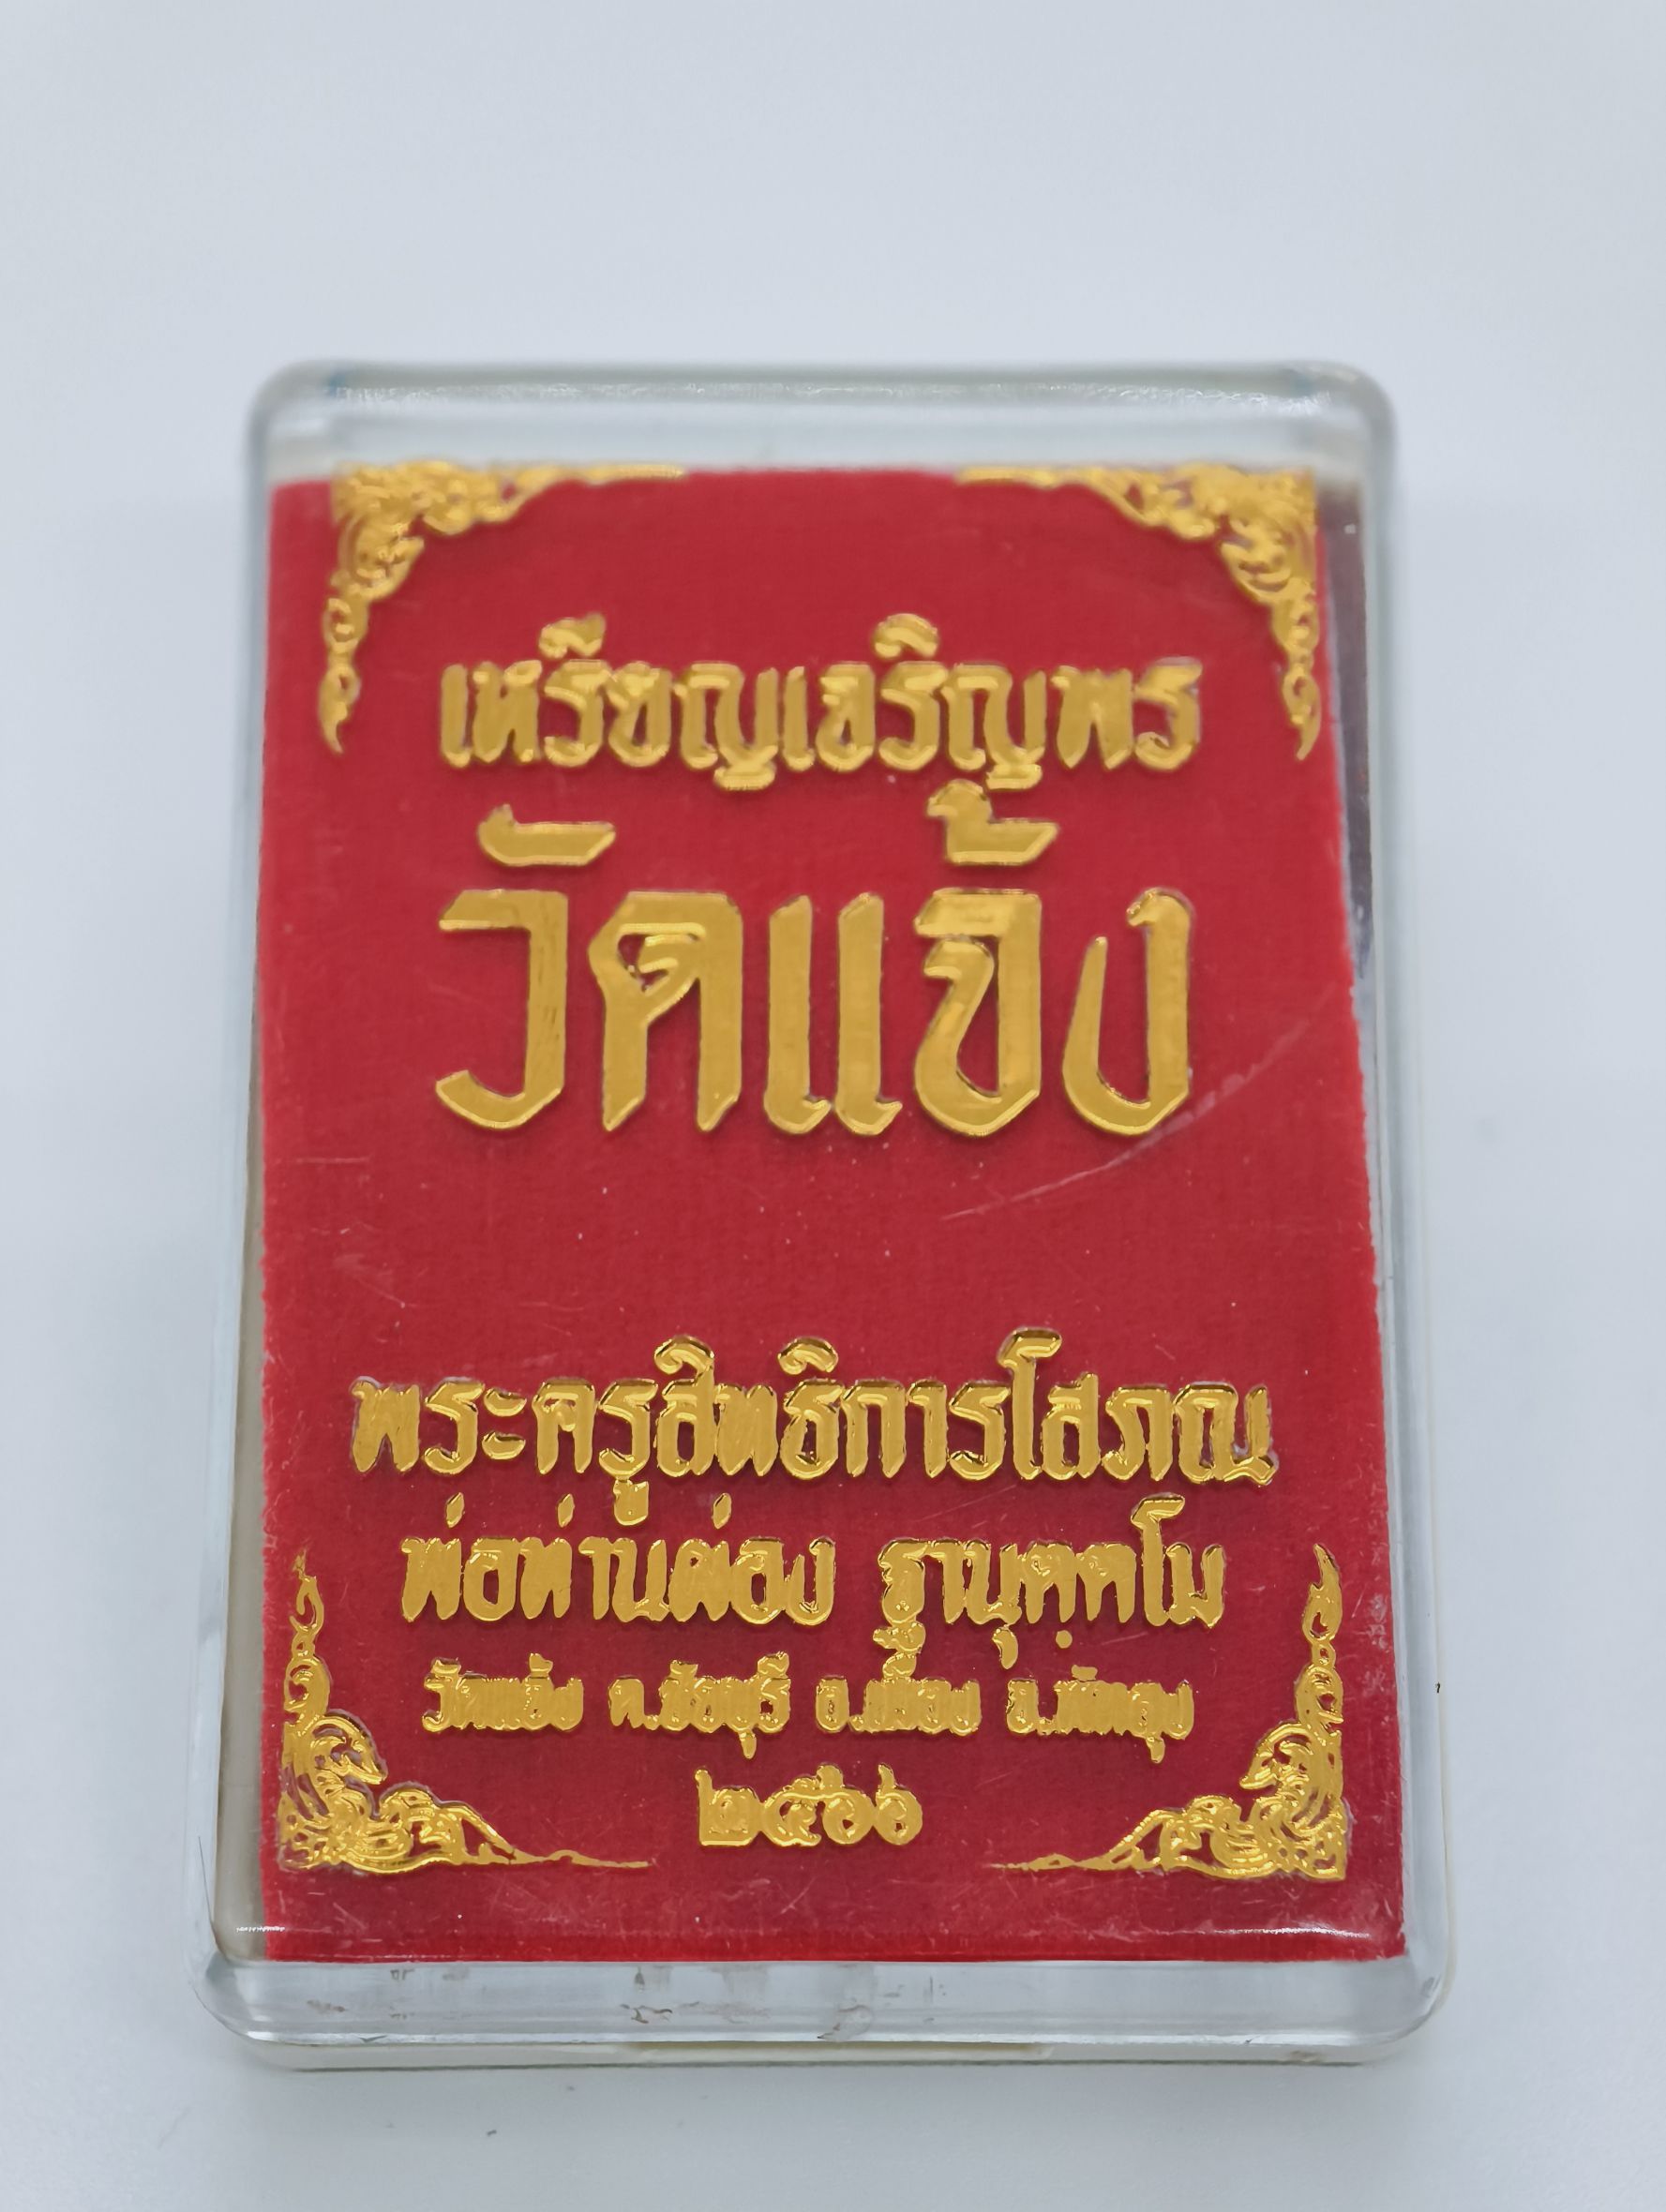 เหรียญเจริญพร
วัดแจ้ง
พระครูสิทธิการโสภณ
พ่อท่านผ่อง ฐานุตฺตโม
วัดแจ้ง ต.ชัยบุรี อ.เมือง จ.พัทลุง
๒๕๖๖